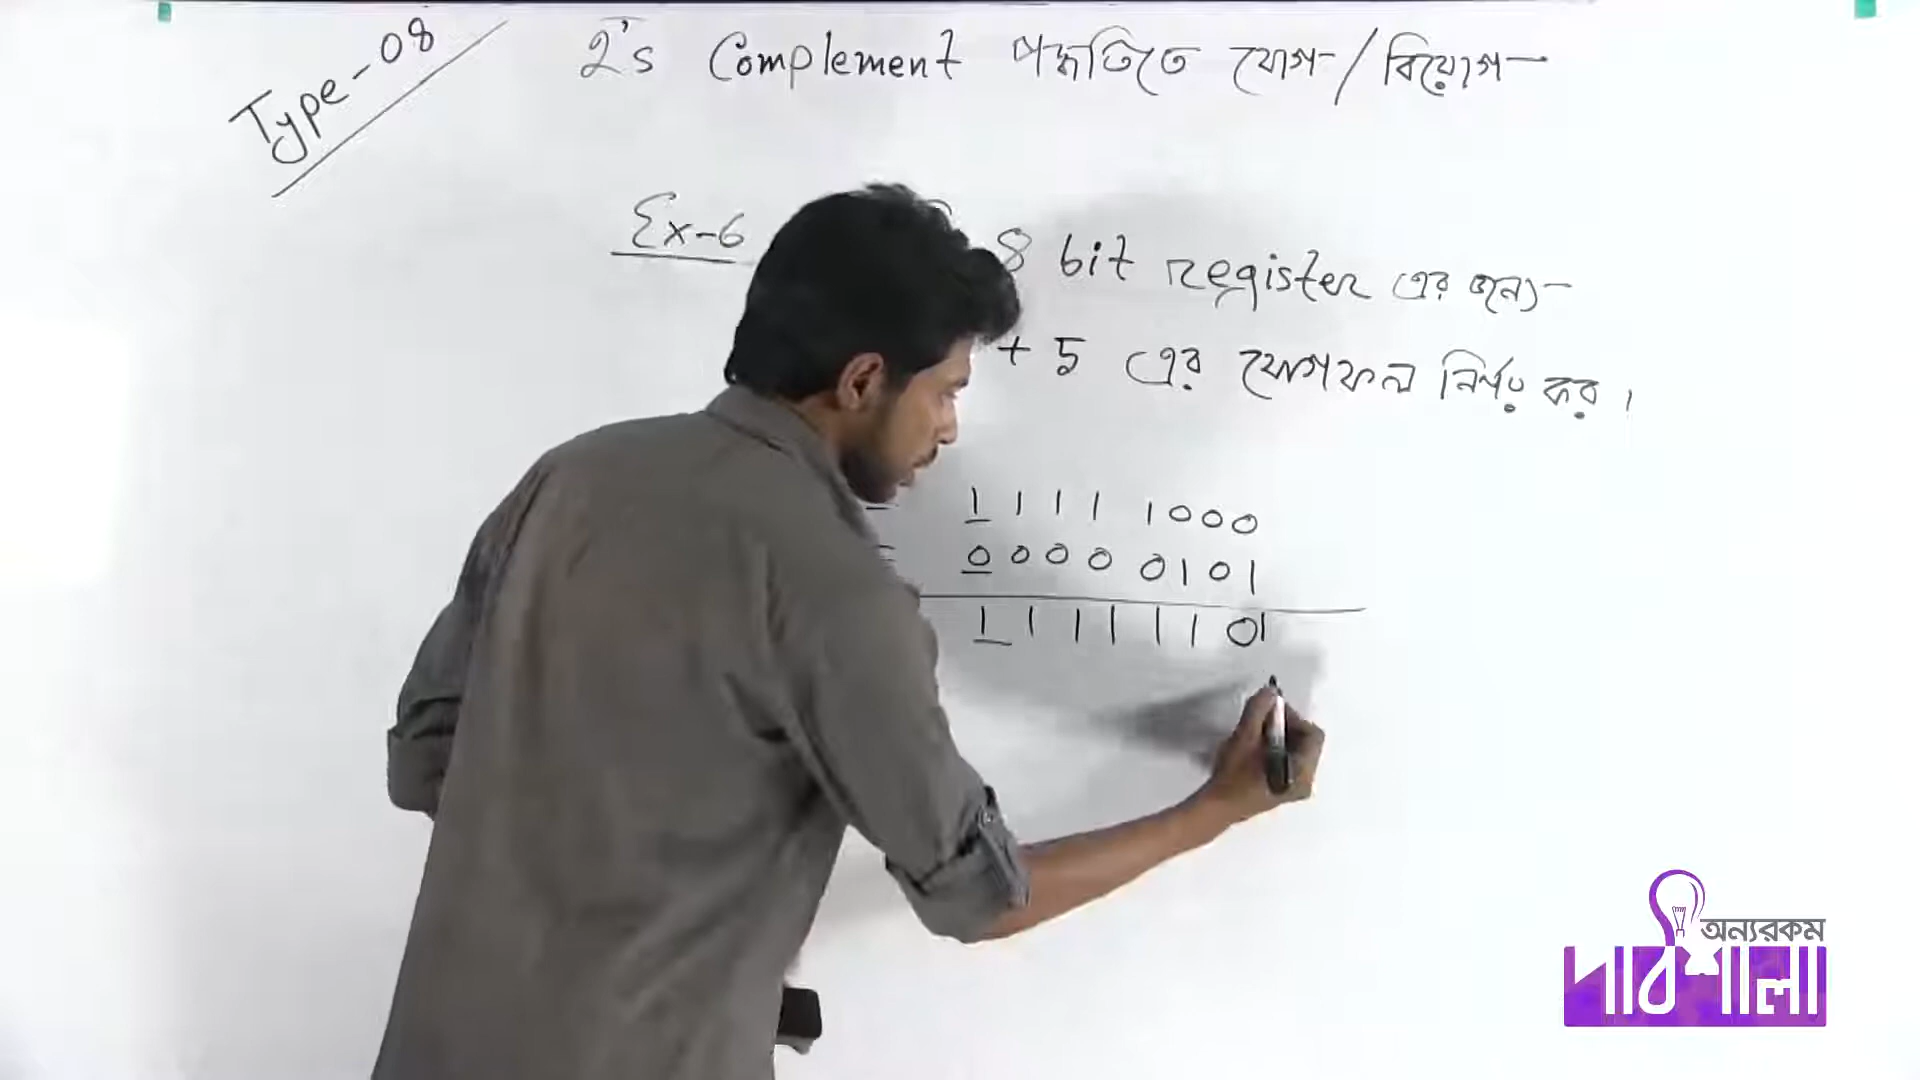 Type-08
2's Complement পদ্ধতিতে যোগ/বিয়োগ
Ex-6
8 bit register এর জন্যে
+ 5 এর যোগফল নির্ণয় কর।
= 1 1 1 1 1 0 0 0
= 0 0 0 0 0 1 0 1
1 1 1 1 1 1 0 1
অন্যরকম
পাঠশালা